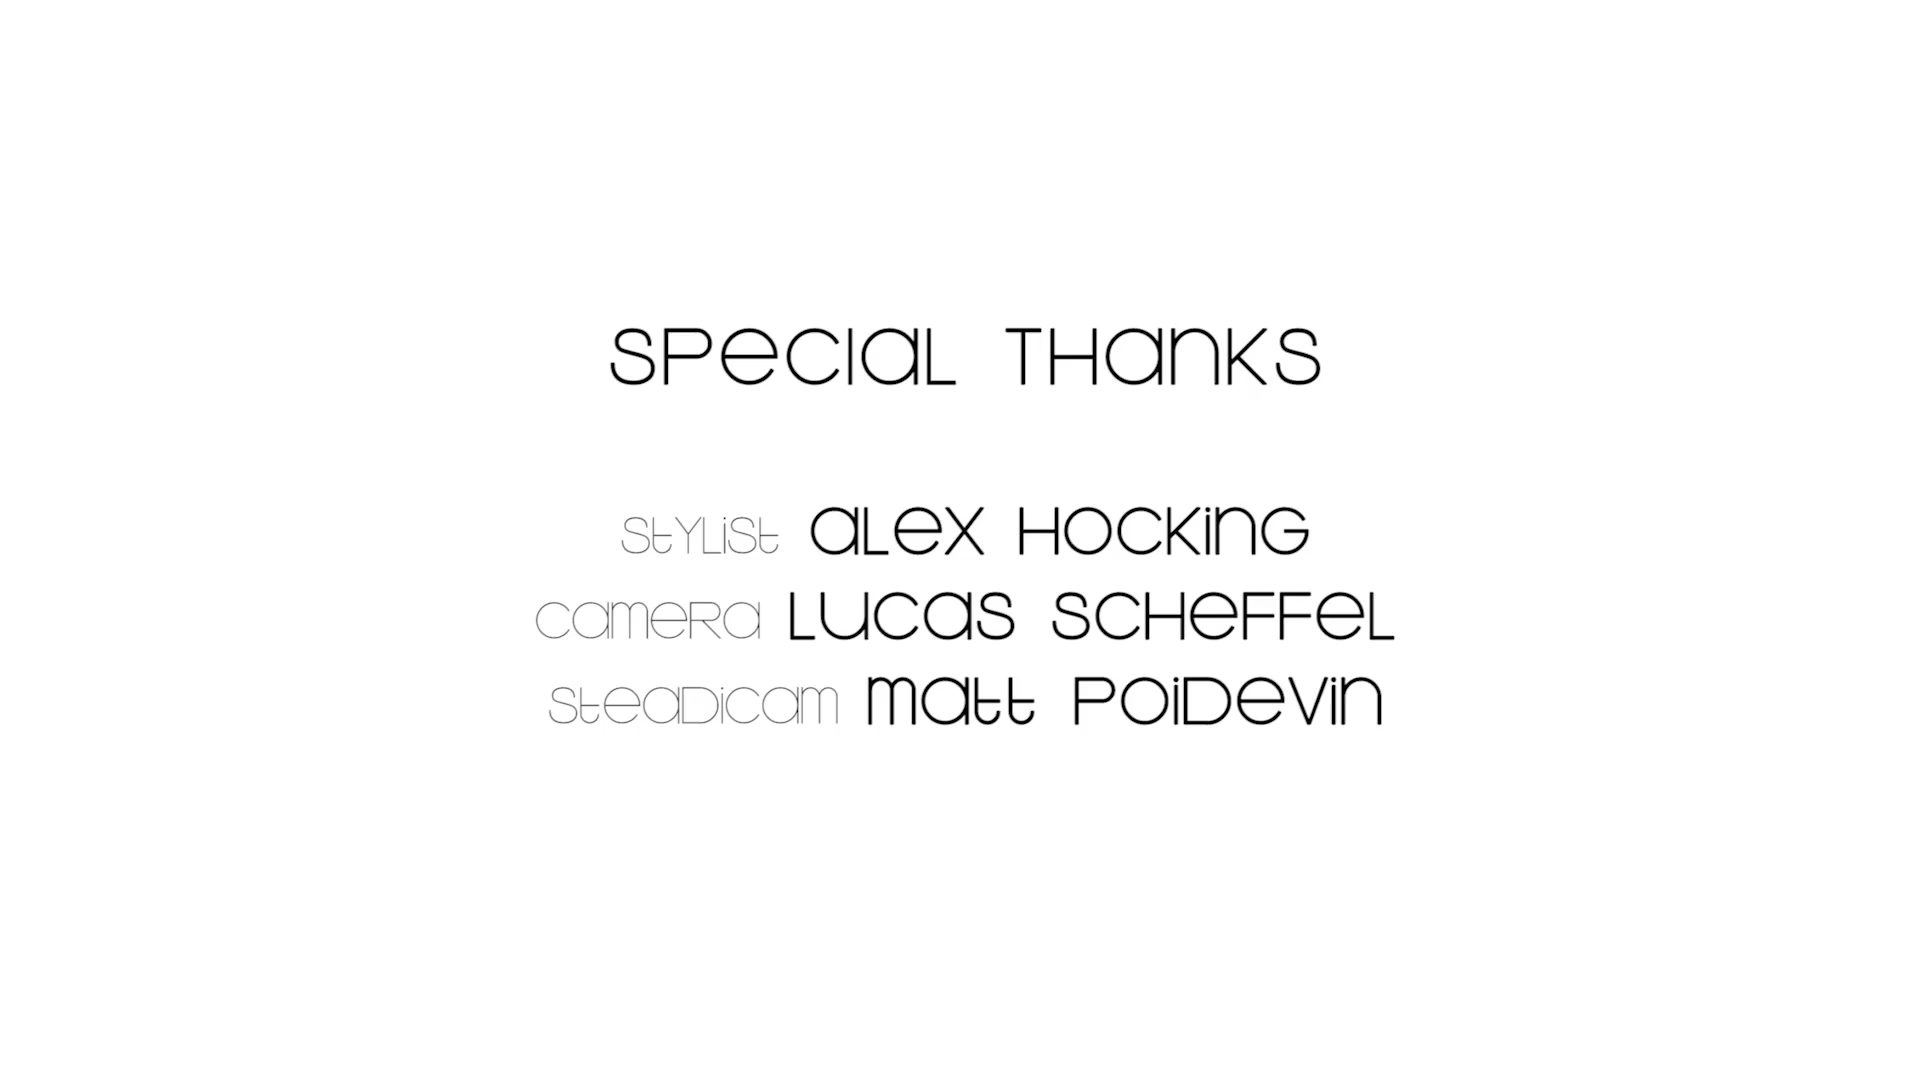 SPeCIaL THanKS
StYLiSt aLex HOCKinG
cameRa LUCaS SCHeFFeL
SteaDicam matt POiDeVin